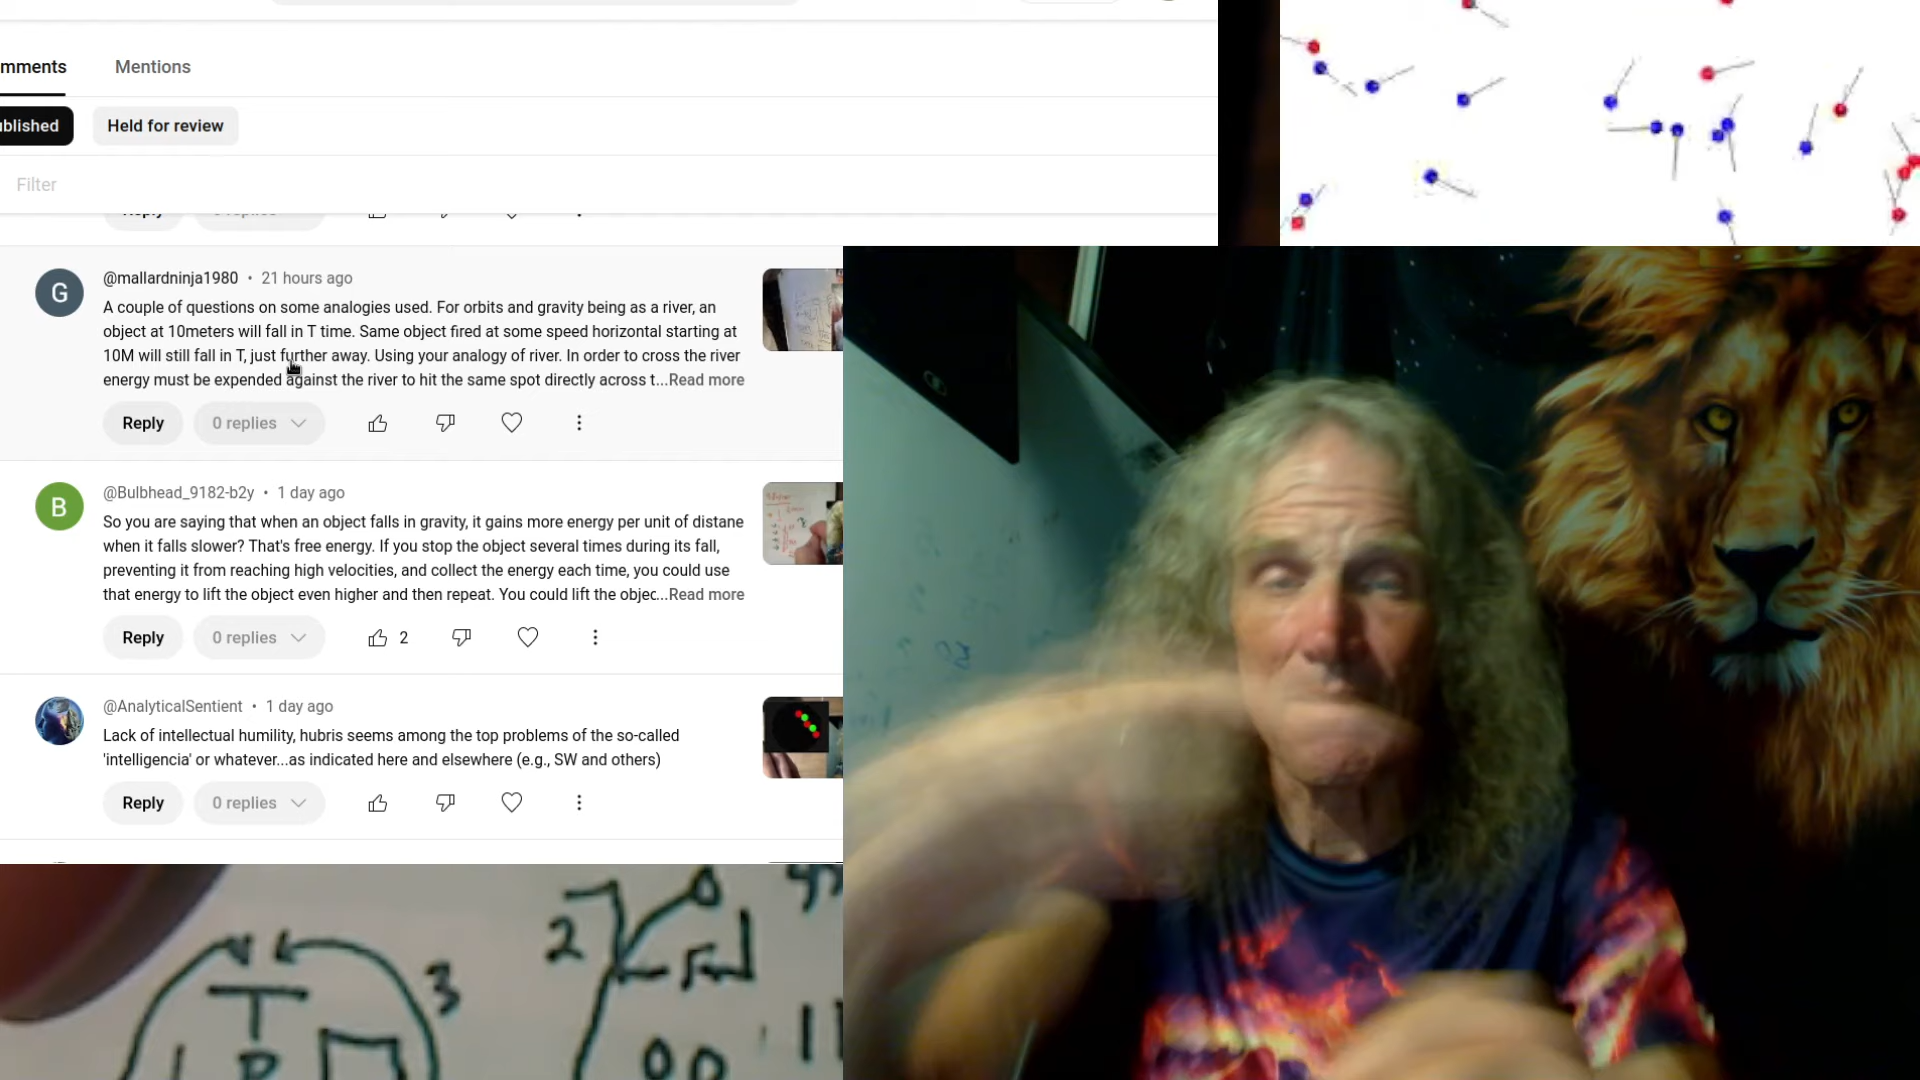 mments
Mentions
ublished
Held for review
Filter
Reply
0 replies
G
@mallardninja1980 • 21 hours ago
A couple of questions on some analogies used. For orbits and gravity being as a river, an
object at 10meters will fall in T time. Same object fired at some speed horizontal starting at
10M will still fall in T, just further away. Using your analogy of river. In order to cross the river
energy must be expended against the river to hit the same spot directly across t...Read more
Reply
0 replies
B
@Bulbhead_9182-b2y • 1 day ago
So you are saying that when an object falls in gravity, it gains more energy per unit of distane
when it falls slower? That's free energy. If you stop the object several times during its fall,
preventing it from reaching high velocities, and collect the energy each time, you could use
that energy to lift the object even higher and then repeat. You could lift the objec...Read more
Reply
0 replies
2
@AnalyticalSentient • 1 day ago
Lack of intellectual humility, hubris seems among the top problems of the so-called
'intelligencia' or whatever...as indicated here and elsewhere (e.g., SW and others)
Reply
0 replies
2
3
T